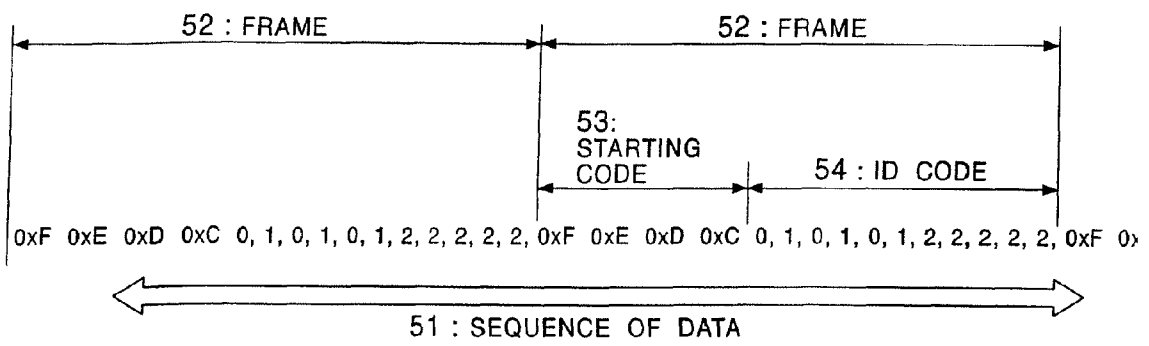 52 : FRAME 52 : FRAME
53:
STARTING
CODE
54 : ID CODE
0xF 0xE 0xD 0xC 0, 1, 0, 1, 0, 1, 2, 2, 2, 2, 2, 0xF 0xE 0xD 0xC 0, 1, 0, 1, 0, 1, 2, 2, 2, 2, 2, 0xF
51 : SEQUENCE OF DATA